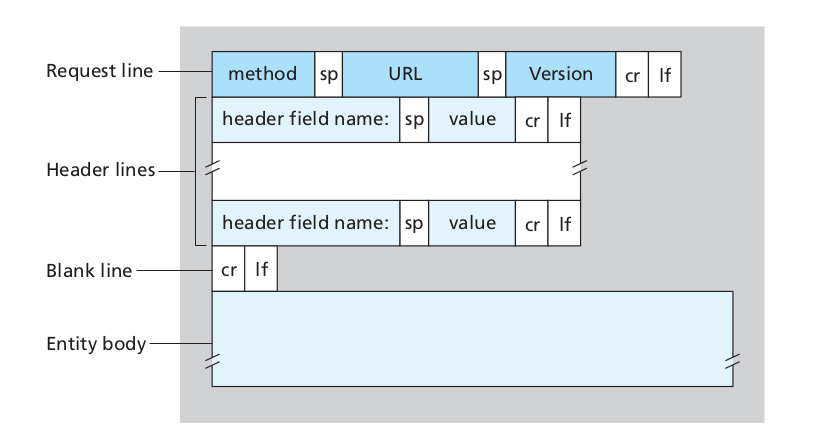 Request line
method sp URL sp Version cr lf
header field name: sp value cr lf
Header lines
header field name: sp value cr lf
Blank line
cr lf
Entity body